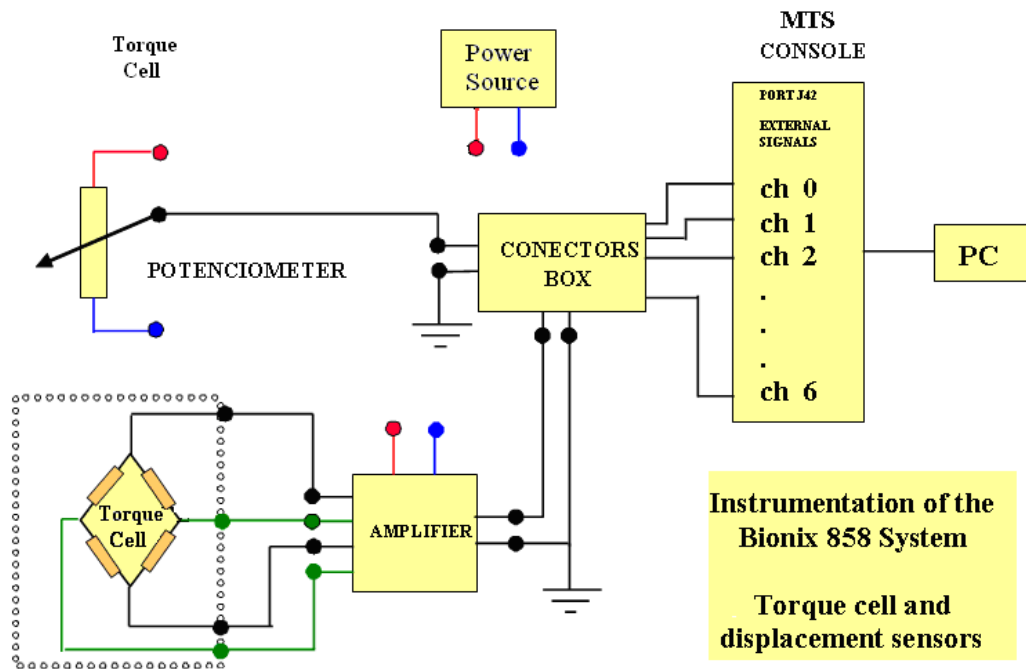 Torque
Cell
Power
Source
MTS
CONSOLE
PORT J42
EXTERNAL
SIGNALS
ch 0
ch 1
ch 2
.
.
.
ch 6
CONECTORS
BOX
PC
POTENCIOMETER
Torque
Cell
AMPLIFIER
Instrumentation of the
Bionix 858 System
Torque cell and
displacement sensors